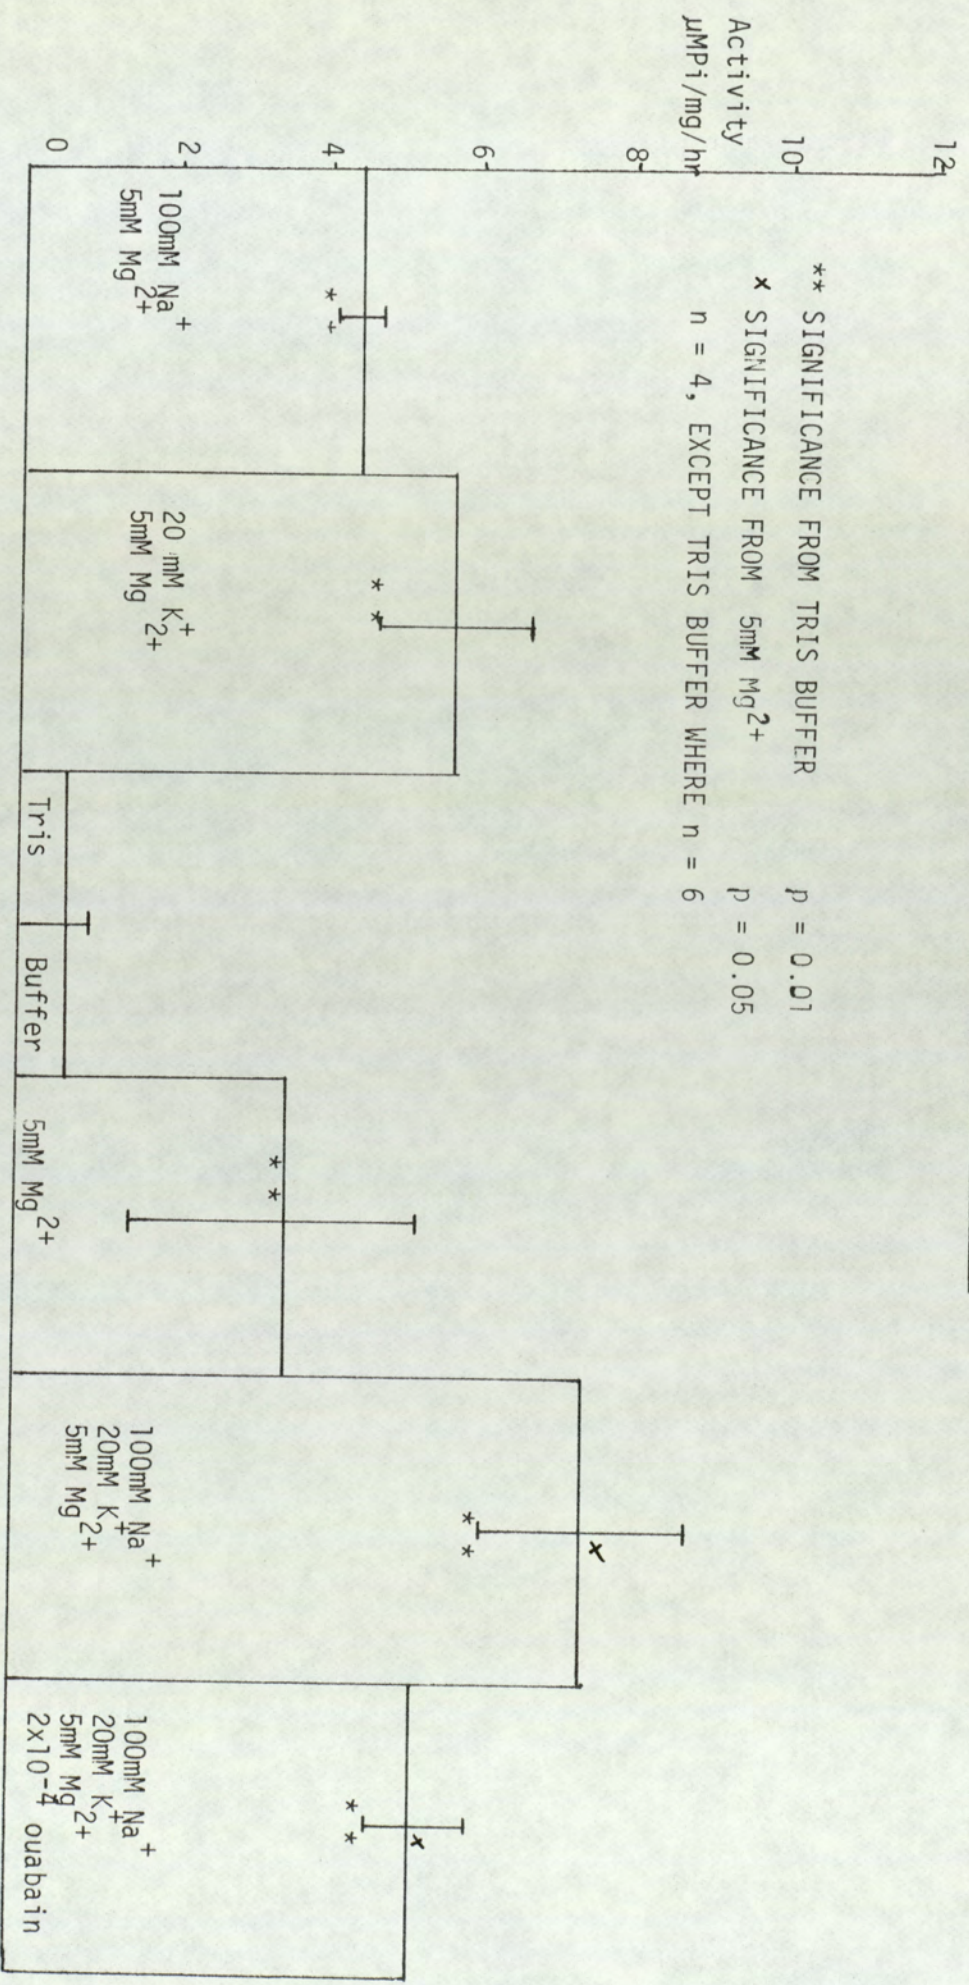 12
10
8
6
4
2
0
Activity
µMPi/mg/hr
** SIGNIFICANCE FROM TRIS BUFFER p = 0.01
x SIGNIFICANCE FROM 5mM Mg2+ p = 0.05
n = 4, EXCEPT TRIS BUFFER WHERE n = 6
100mM Na+
5mM Mg2+
20 mM K+
5mM Mg2+
Tris Buffer
5mM Mg2+
100mM Na+
20mM K+
5mM Mg2+
100mM Na+
20mM K+
5mM Mg2+
2x10-4 ouabain